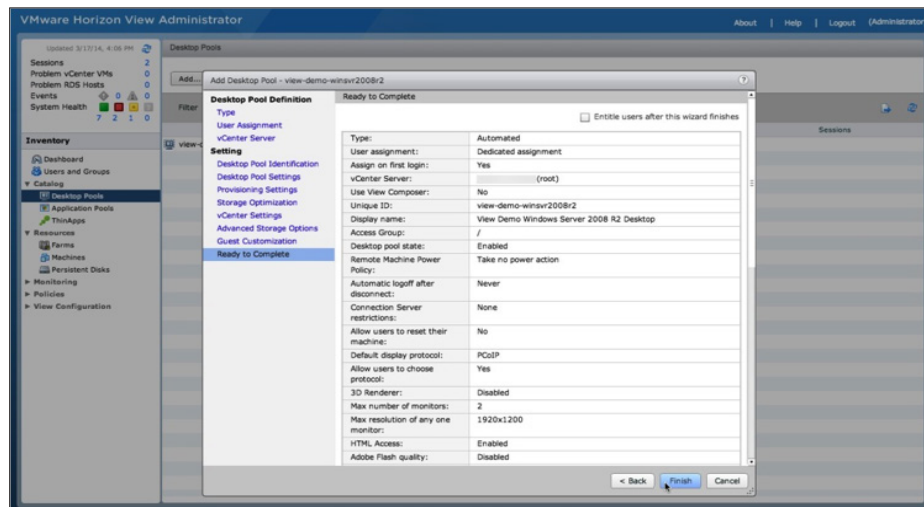 VMware Horizon View Administrator
About | Help | Logout (Administrator
Updated 3/17/14, 4:06 PM
Sessions 2
Problem vCenter VMs 0
Problem RDS Hosts 0
Events 0 0
System Health
7 2 1 0
Inventory
Dashboard
Users and Groups
Catalog
Desktop Pools
Application Pools
ThinApps
Resources
Farms
Machines
Persistent Disks
Monitoring
Policies
View Configuration
Desktop Pools
Add...
Filter
Sessions
view-d
Add Desktop Pool - view-demo-winsvr2008r2 ?
Desktop Pool Definition
Type
User Assignment
vCenter Server
Setting
Desktop Pool Identification
Desktop Pool Settings
Provisioning Settings
Storage Optimization
vCenter Settings
Advanced Storage Options
Guest Customization
Ready to Complete
Ready to Complete
Entitle users after this wizard finishes
Type: Automated
User assignment: Dedicated assignment
Assign on first login: Yes
vCenter Server: (root)
Use View Composer: No
Unique ID: view-demo-winsvr2008r2
Display name: View Demo Windows Server 2008 R2 Desktop
Access Group: /
Desktop pool state: Enabled
Remote Machine Power Take no power action
Policy:
Automatic logoff after Never
disconnect:
Connection Server None
restrictions:
Allow users to reset their No
machine:
Default display protocol: PCoIP
Allow users to choose Yes
protocol:
3D Renderer: Disabled
Max number of monitors: 2
Max resolution of any one 1920x1200
monitor:
HTML Access: Enabled
Adobe Flash quality: Disabled
< Back Finish Cancel